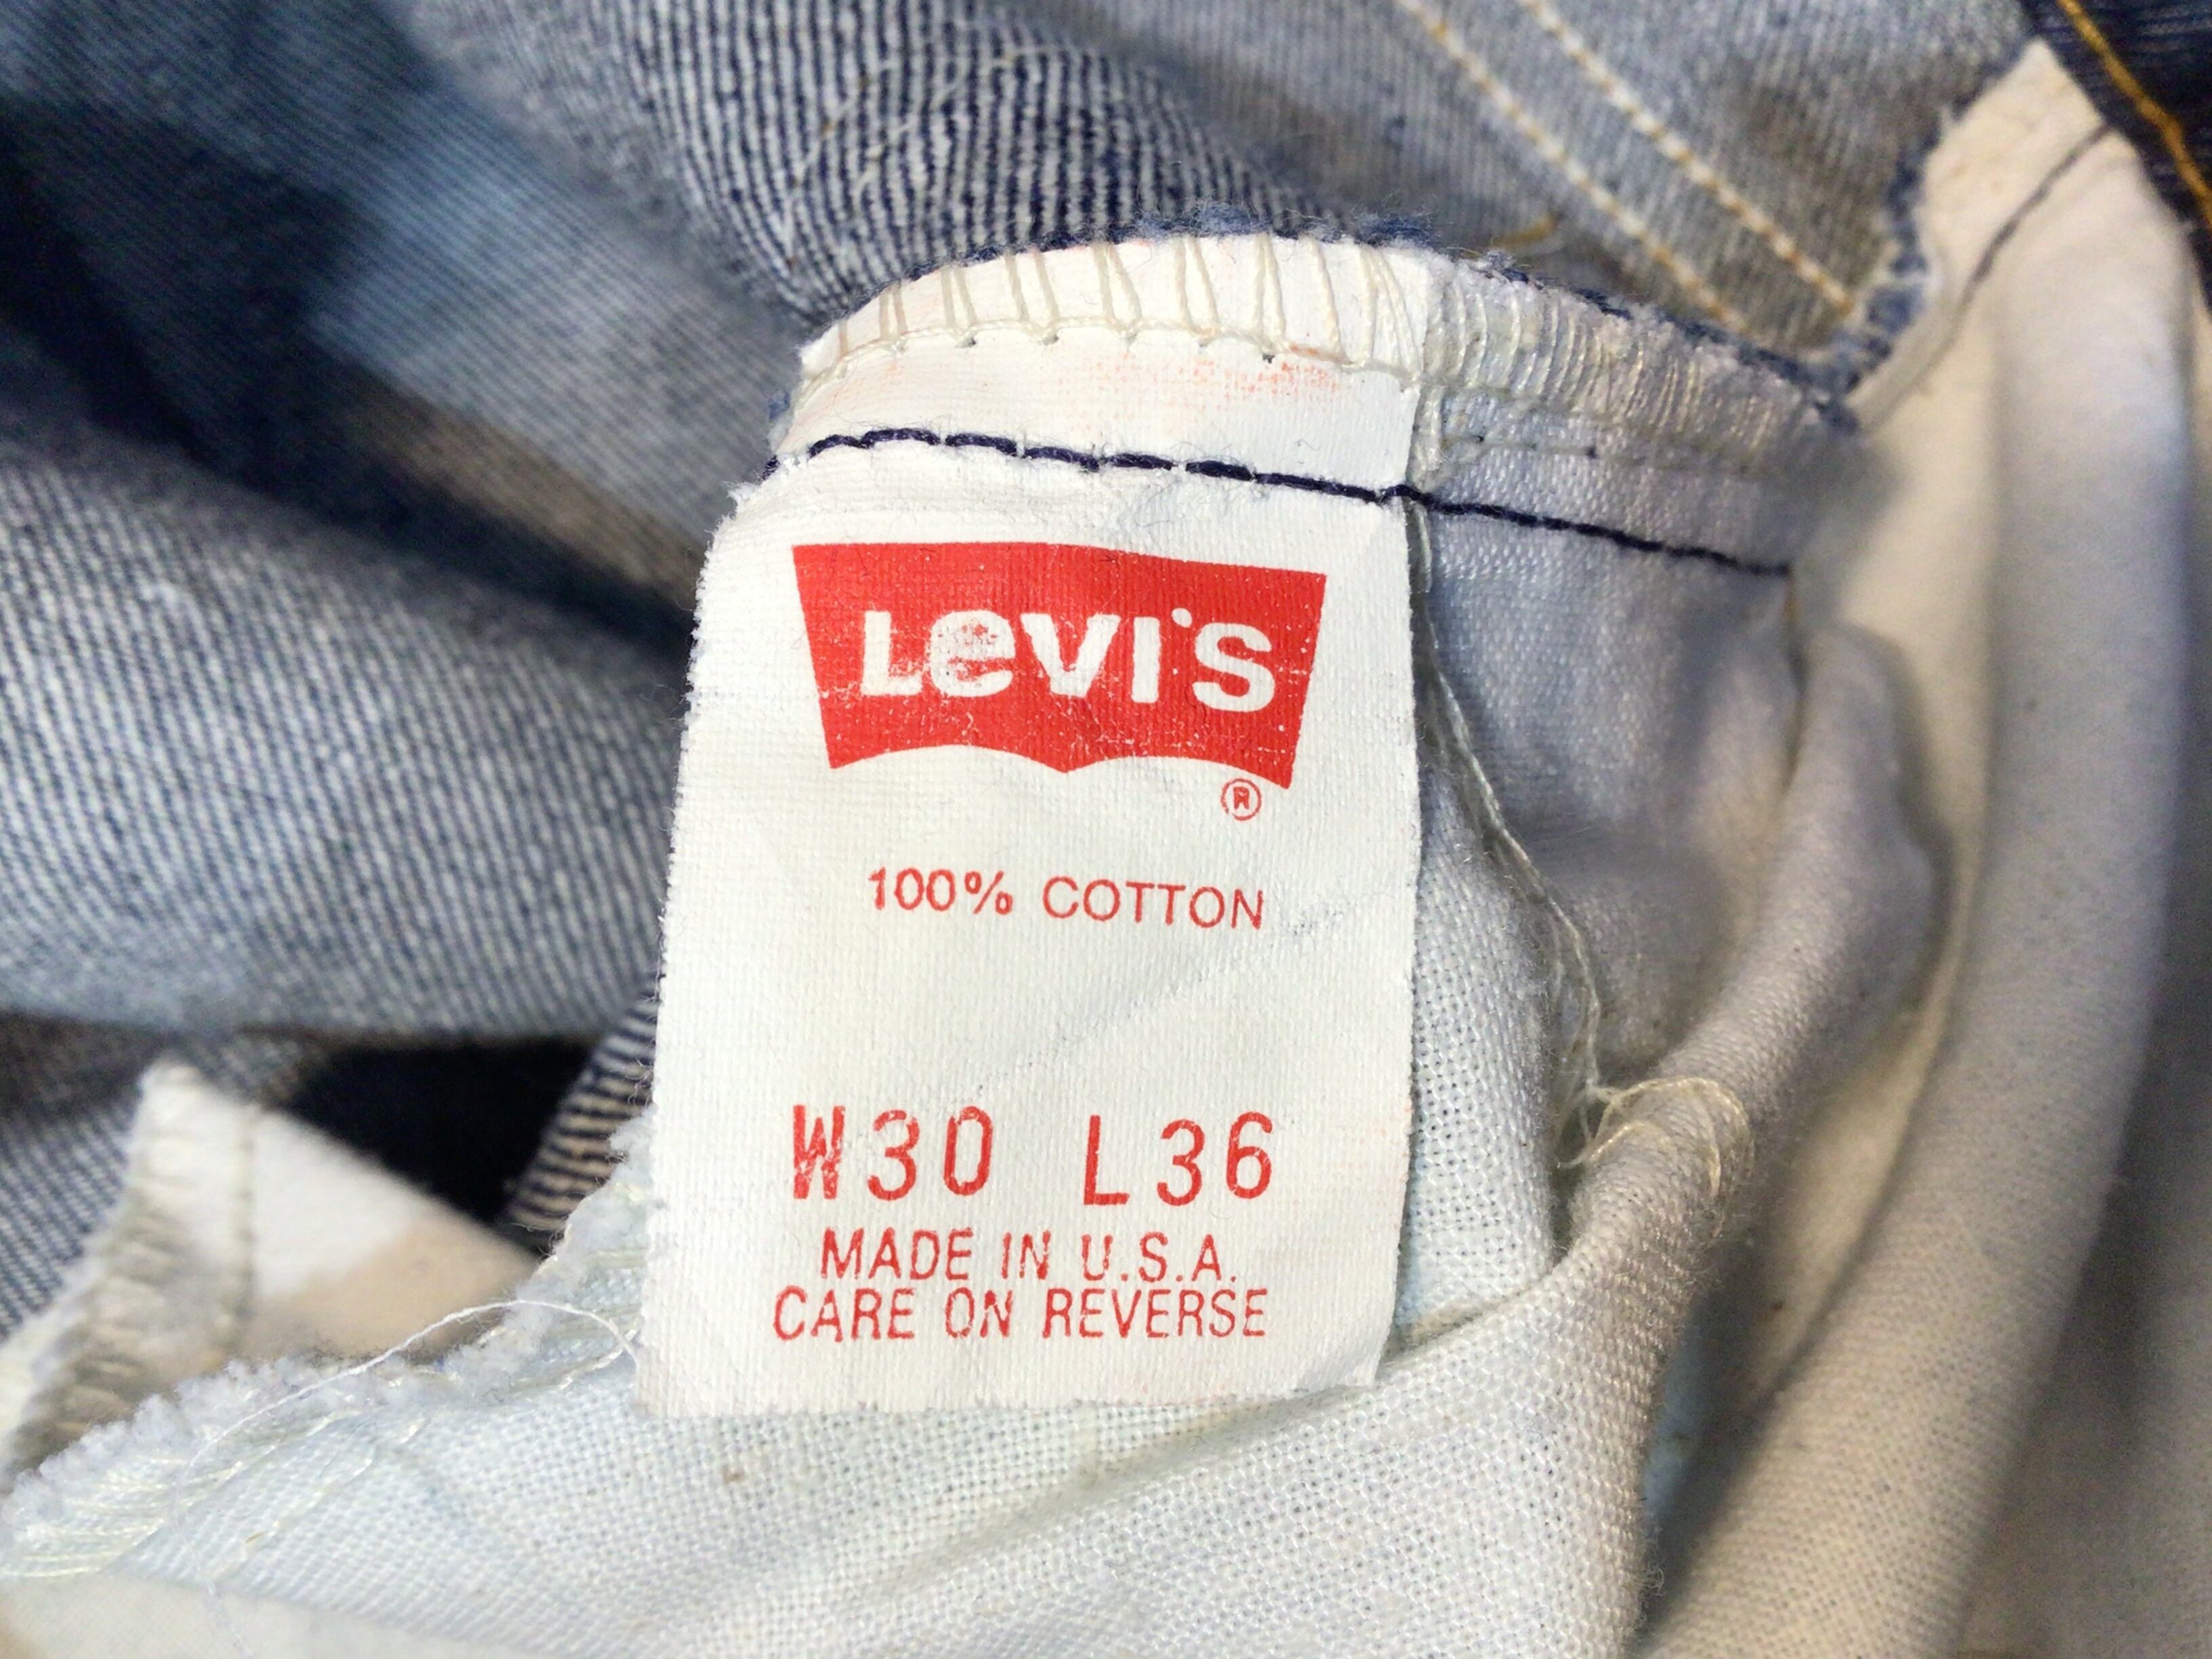 Levi's
®
100% COTTON
W30 L36
MADE IN U.S.A.
CARE ON REVERSE